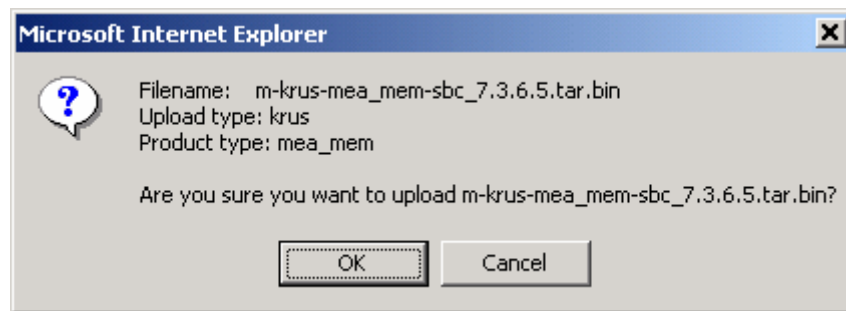 Microsoft Internet Explorer
Filename: m-krus-mea_mem-sbc_7.3.6.5.tar.bin
Upload type: krus
Product type: mea_mem
Are you sure you want to upload m-krus-mea_mem-sbc_7.3.6.5.tar.bin?
OK Cancel